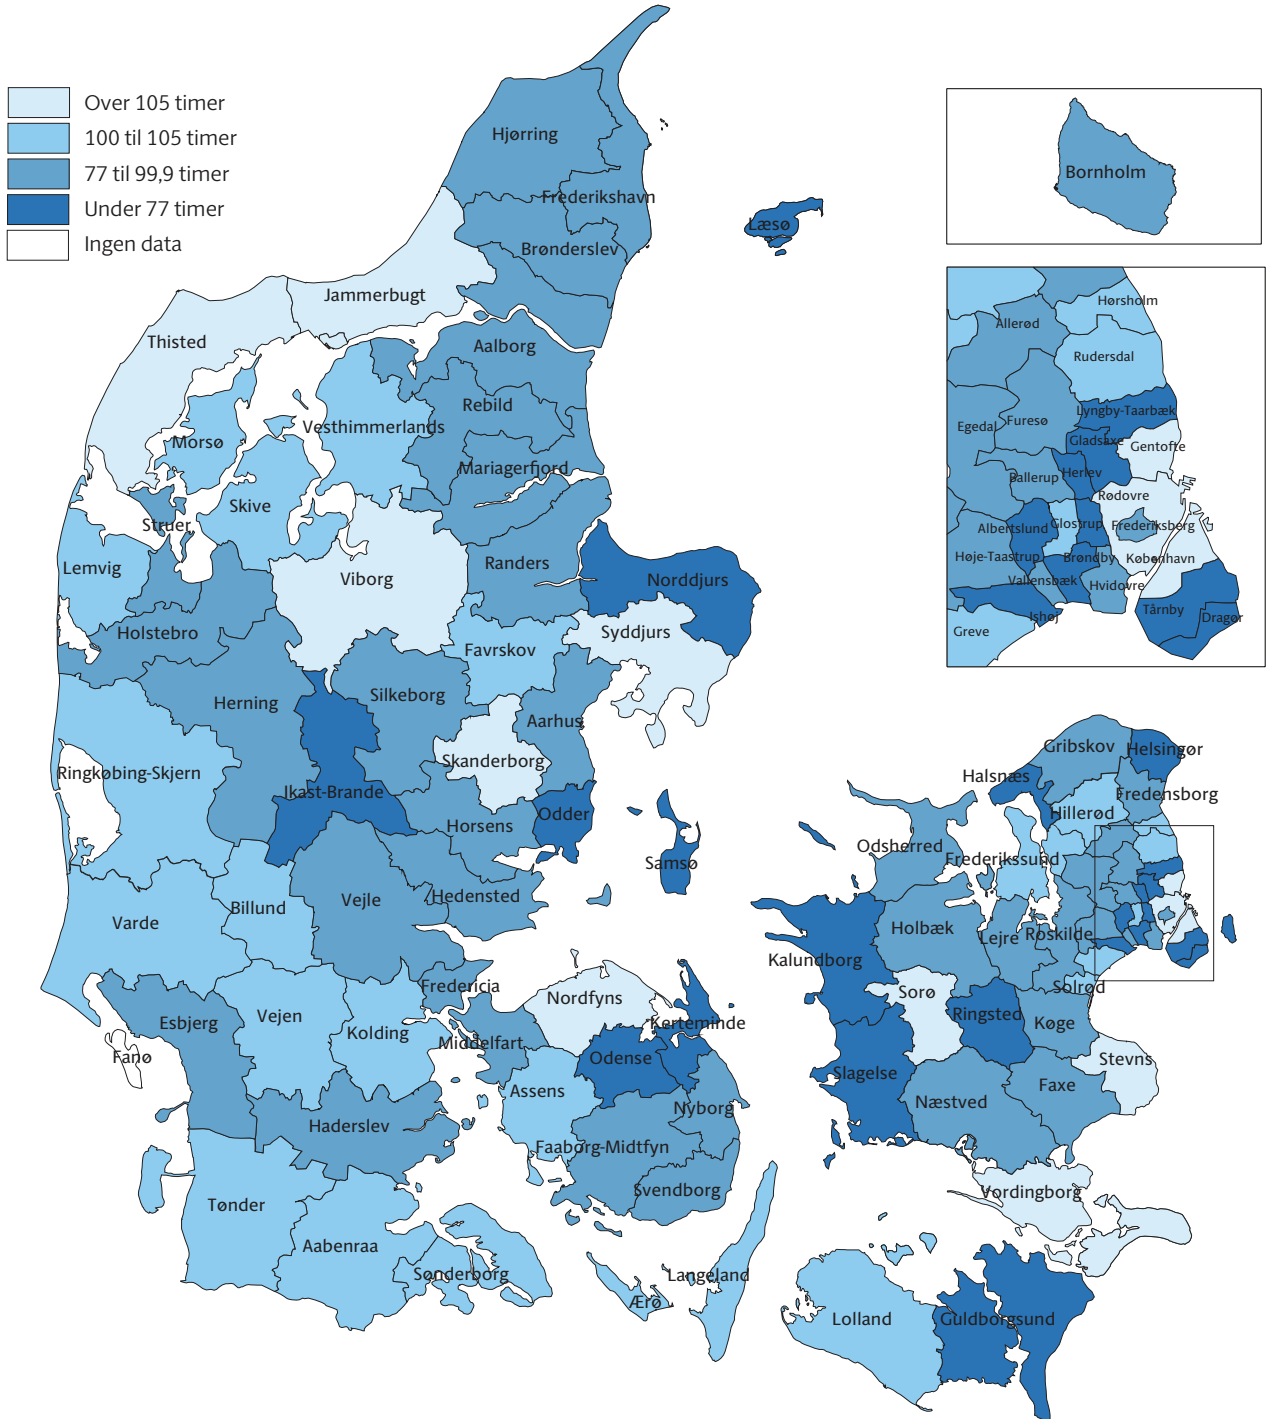 Over 105 timer
100 til 105 timer
77 til 99,9 timer
Under 77 timer
Ingen data
Hjørring
Frederikshavn
Læsø
Brønderslev
Jammerbugt
Thisted
Aalborg
Rebild
Vesthimmerlands
Morsø
Mariagerfjord
Skive
Struer
Lemvig
Viborg
Randers
Norddjurs
Holstebro
Syddjurs
Favrskov
Silkeborg
Herning
Aarhus
Skanderborg
Ringkøbing-Skjern
Ikast-Brande
Odder
Horsens
Samsø
Hedensted
Vejle
Billund
Varde
Fredericia
Nordfyns
Vejen
Esbjerg
Kolding
Kerteminde
Middelfart
Fanø
Odense
Assens
Nyborg
Haderslev
Faaborg-Midtfyn
Svendborg
Tønder
Aabenraa
Sønderborg
Langeland
Ærø
Bornholm
Hørsholm
Allerød
Rudersdal
Lyngby-Taarbæk
Furesø
Egedal
Gladsaxe
Gentofte
Herlev
Ballerup
Rødovre
Albertslund
Glostrup
Frederiksberg
Høje-Taastrup
Brøndby
København
Vallensbæk
Hvidovre
Tårnby
Ishøj
Dragør
Greve
Gribskov
Helsingør
Halsnæs
Fredensborg
Hillerød
Odsherred
Frederikssund
Holbæk
Lejre
Roskilde
Kalundborg
Solrød
Sorø
Ringsted
Køge
Stevns
Slagelse
Faxe
Næstved
Vordingborg
Lolland
Guldborgsund